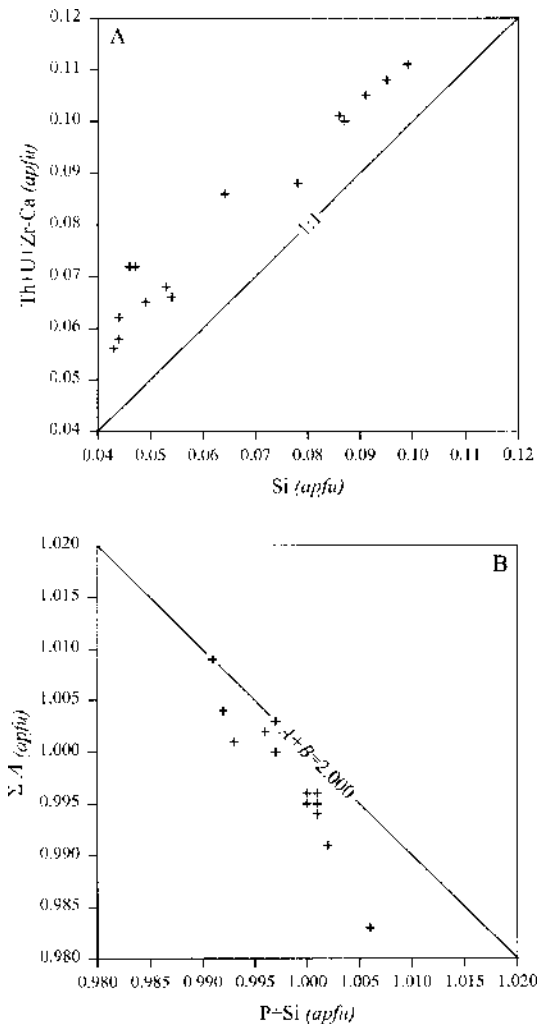 A
0.12
0.11
0.10
0.09
0.08
0.07
0.06
0.05
0.04
Th+U+Zr-Ca (apfu)
1:1
0.04 0.05 0.06 0.07 0.08 0.09 0.10 0.11 0.12
Si (apfu)
B
1.020
1.015
1.010
1.005
1.000
0.995
0.990
0.985
0.980
Σ A (apfu)
A+B=2.000
0.980 0.985 0.990 0.995 1.000 1.005 1.010 1.015 1.020
P+Si (apfu)